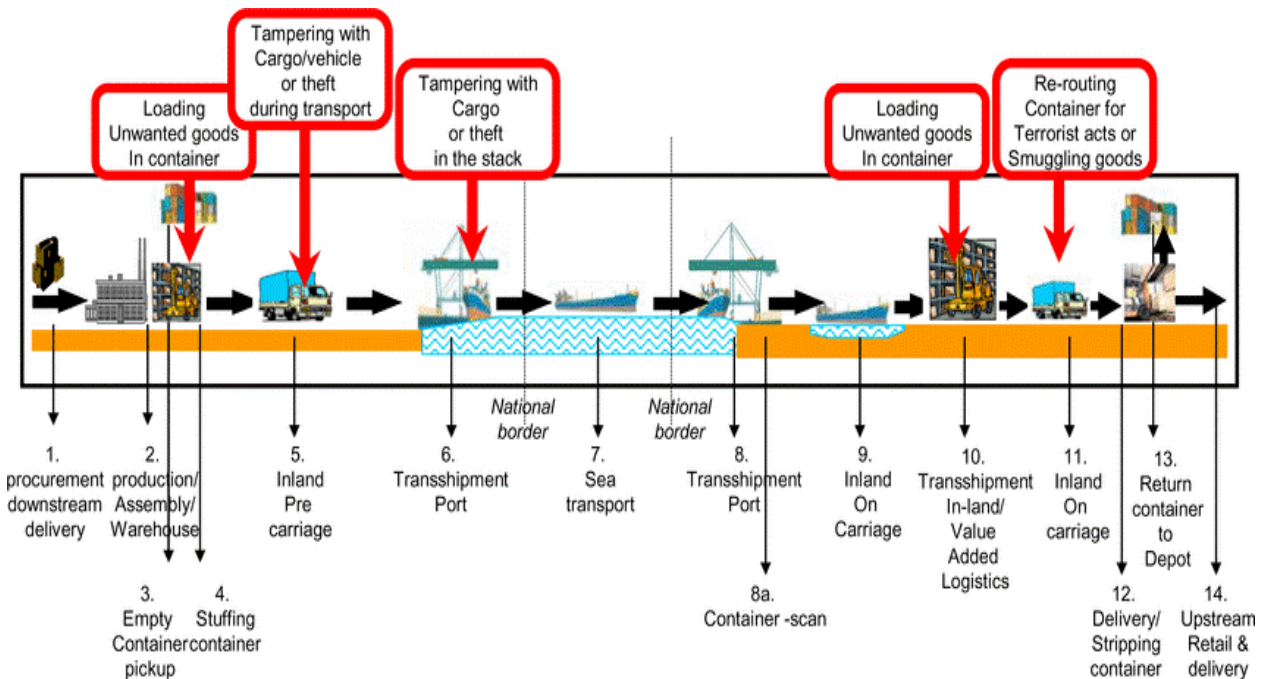 Tampering with
Cargo/vehicle
or theft
during transport
Loading
Unwanted goods
In container
Tampering with
Cargo
or theft
in the stack
Loading
Unwanted goods
In container
Re-routing
Container for
Terrorist acts or
Smuggling goods
National
border
National
border
1.
procurement
downstream
delivery
2.
production/
Assembly/
Warehouse
3.
Empty
Container
pickup
4.
Stuffing
container
5.
Inland
Pre
carriage
6.
Transshipment
Port
7.
Sea
transport
8.
Transshipment
Port
8a.
Container -scan
9.
Inland
On
Carriage
10.
Transshipment
In-land/
Value
Added
Logistics
11.
Inland
On
carriage
12.
Delivery/
Stripping
container
13.
Return
container
to
Depot
14.
Upstream
Retail &
delivery